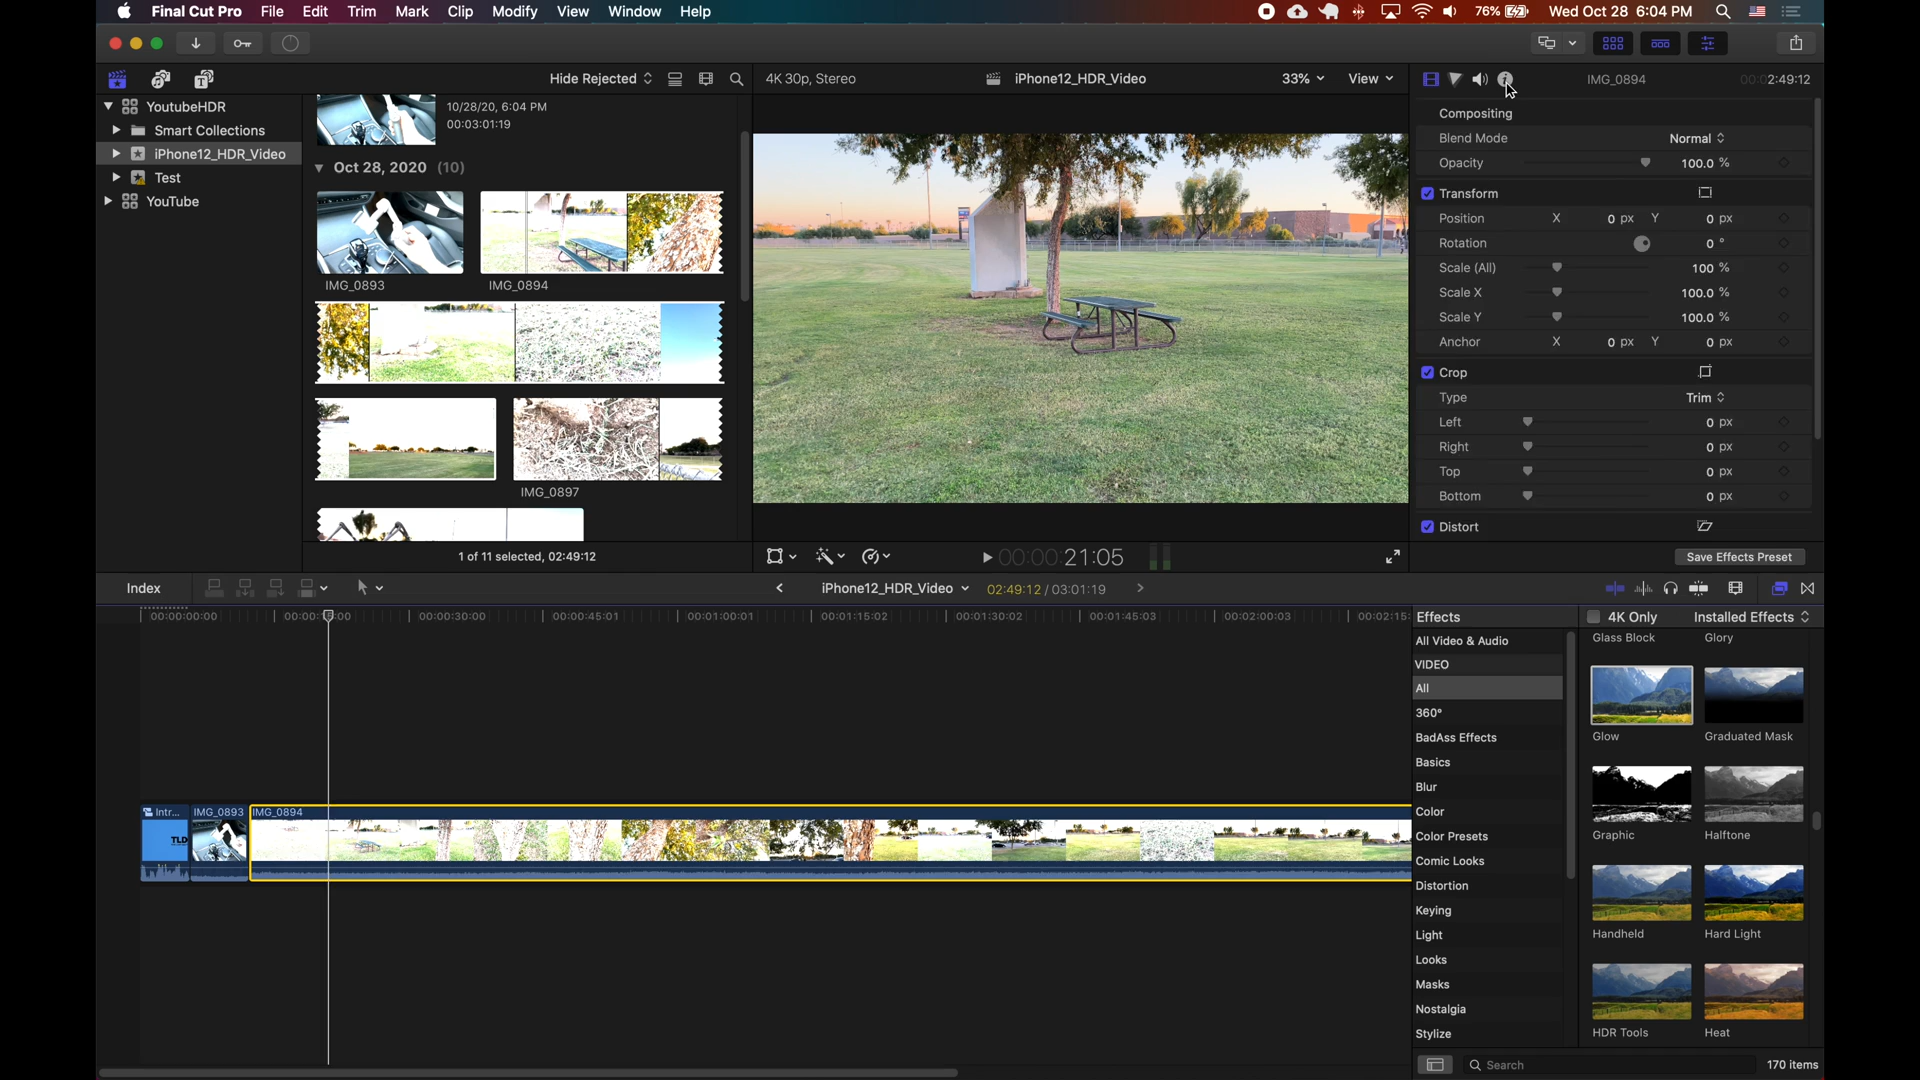 Final Cut Pro File Edit Trim Mark Clip Modify View Window Help 76% Wed Oct 28 6:04 PM
Hide Rejected 4K 30p, Stereo iPhone12_HDR_Video 33% View IMG_0894 00:02:49:12
YoutubeHDR
Smart Collections
iPhone12_HDR_Video
Test
YouTube
10/28/20, 6:04 PM
00:03:01:19
Oct 28, 2020 (10)
IMG_0893 IMG_0894
IMG_0897
1 of 11 selected, 02:49:12
00:00:21:05
Compositing
Blend Mode Normal
Opacity 100.0 %
Transform
Position X 0 px Y 0 px
Rotation 0 °
Scale (All) 100 %
Scale X 100.0 %
Scale Y 100.0 %
Anchor X 0 px Y 0 px
Crop
Type Trim
Left 0 px
Right 0 px
Top 0 px
Bottom 0 px
Distort
Save Effects Preset
Index iPhone12_HDR_Video 02:49:12 / 03:01:19
00:00:00:00 00:00:30:00 00:00:45:01 00:01:00:01 00:01:15:02 00:01:30:02 00:01:45:03 00:02:00:03 00:02:15:
Intr... IMG_0893 IMG_0894
TLD
Effects 4K Only Installed Effects
All Video & Audio
VIDEO
All
360°
BadAss Effects
Basics
Blur
Color
Color Presets
Comic Looks
Distortion
Keying
Light
Looks
Masks
Nostalgia
Stylize
Glass Block Glory
Glow Graduated Mask
Graphic Halftone
Handheld Hard Light
HDR Tools Heat
Search 170 items